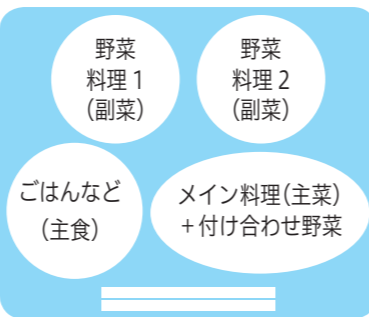 野菜
料理1
(副菜)
野菜
料理2
(副菜)
ごはんなど
(主食)
メイン料理(主菜)
+付け合わせ野菜